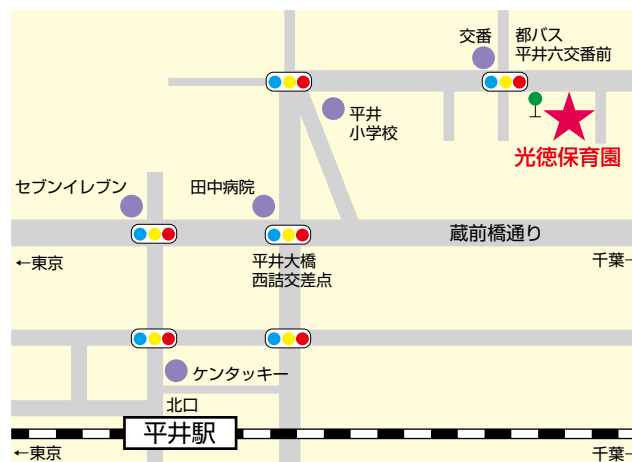 交番
都バス
平井六交番前
平井
小学校
光徳保育園
セブンイレブン
田中病院
蔵前橋通り
←東京
平井大橋
西詰交差点
千葉→
ケンタッキー
北口
平井駅
←東京
千葉→